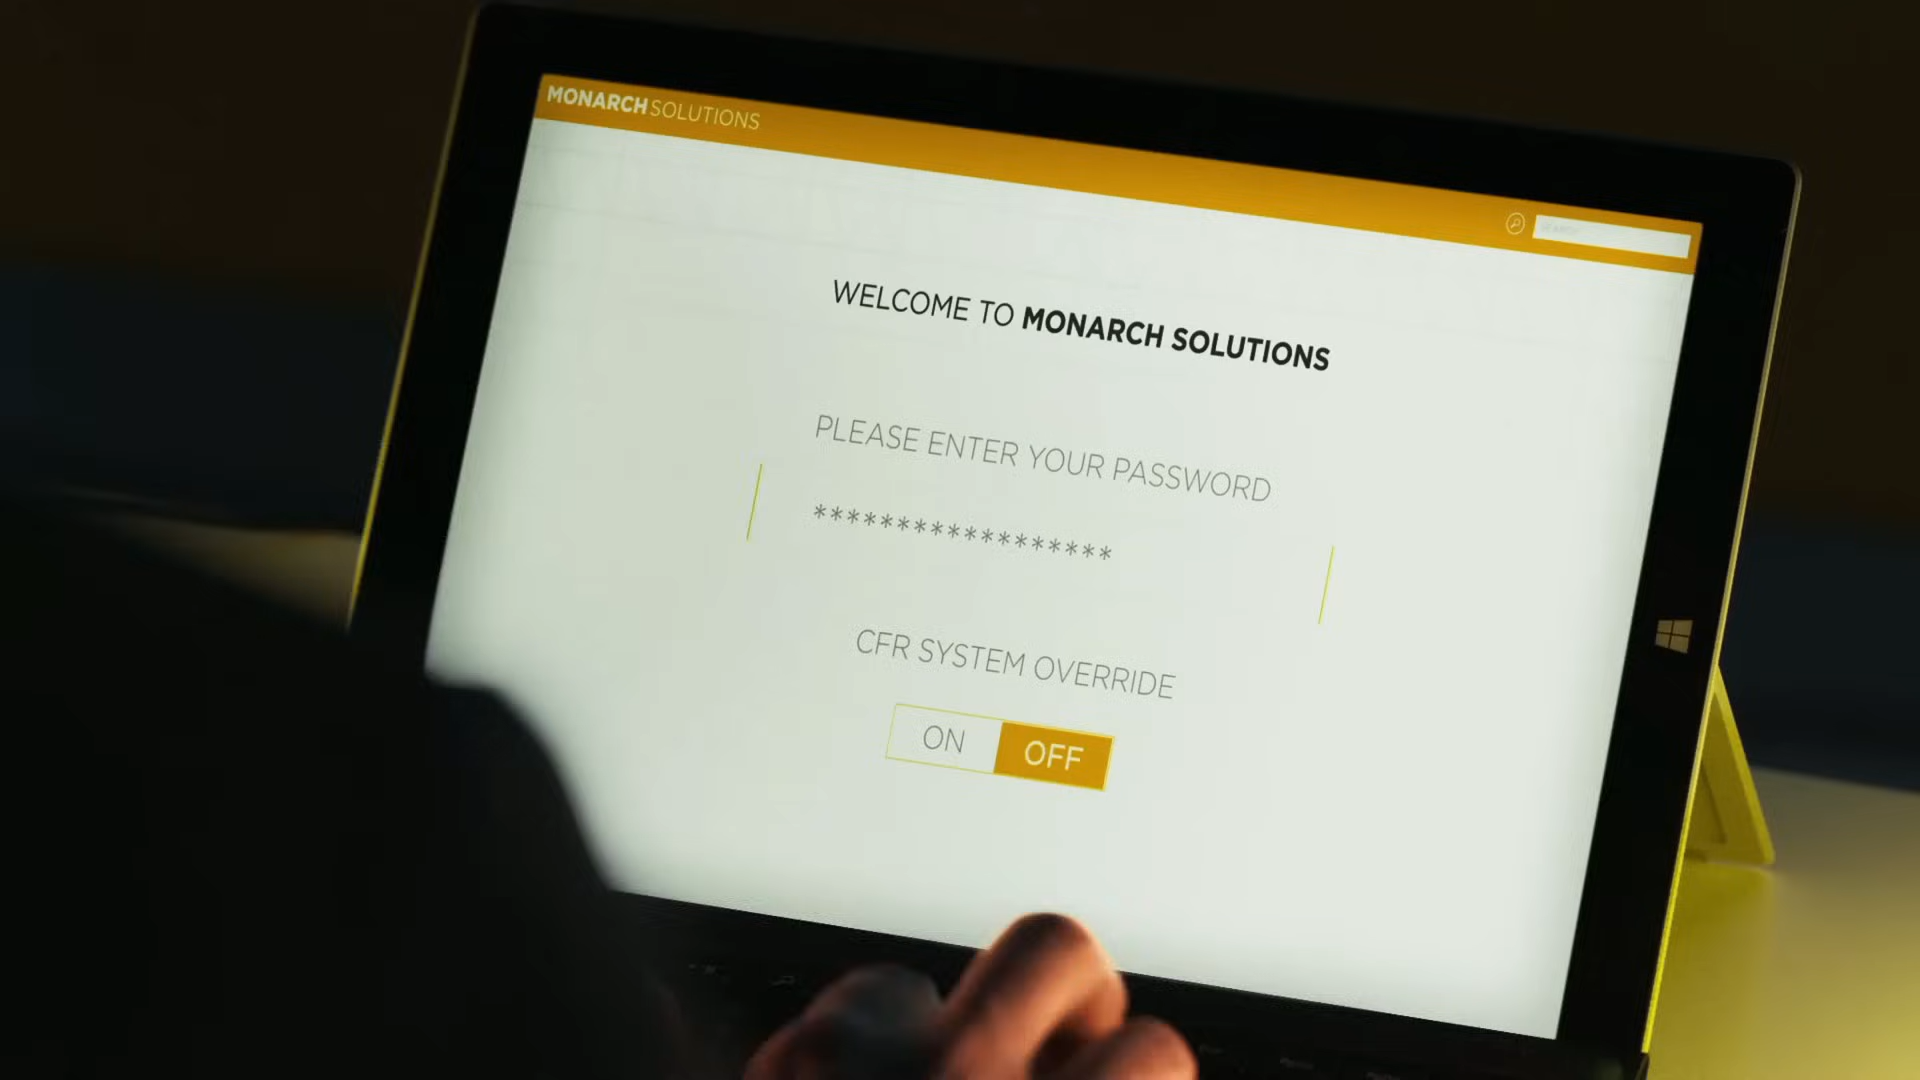 MONARCH SOLUTIONS
WELCOME TO MONARCH SOLUTIONS
PLEASE ENTER YOUR PASSWORD
******************
CFR SYSTEM OVERRIDE
ON OFF